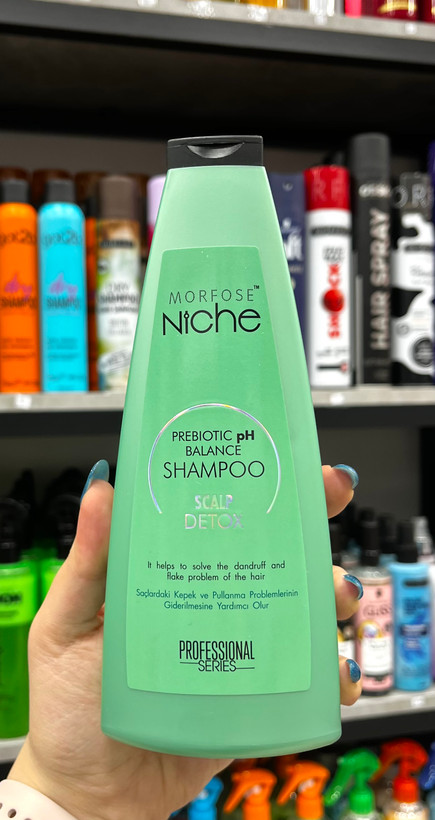 MORFOSE™
Niche
PREBIOTIC pH
BALANCE
SHAMPOO
SCALP
DETOX
It helps to solve the dandruff and
flake problem of the hair
Saçlardaki Kepek ve Pullanma Problemlerinin
Giderilmesine Yardımcı Olur
PROFESSIONAL
SERIES
HAIR SPRAY